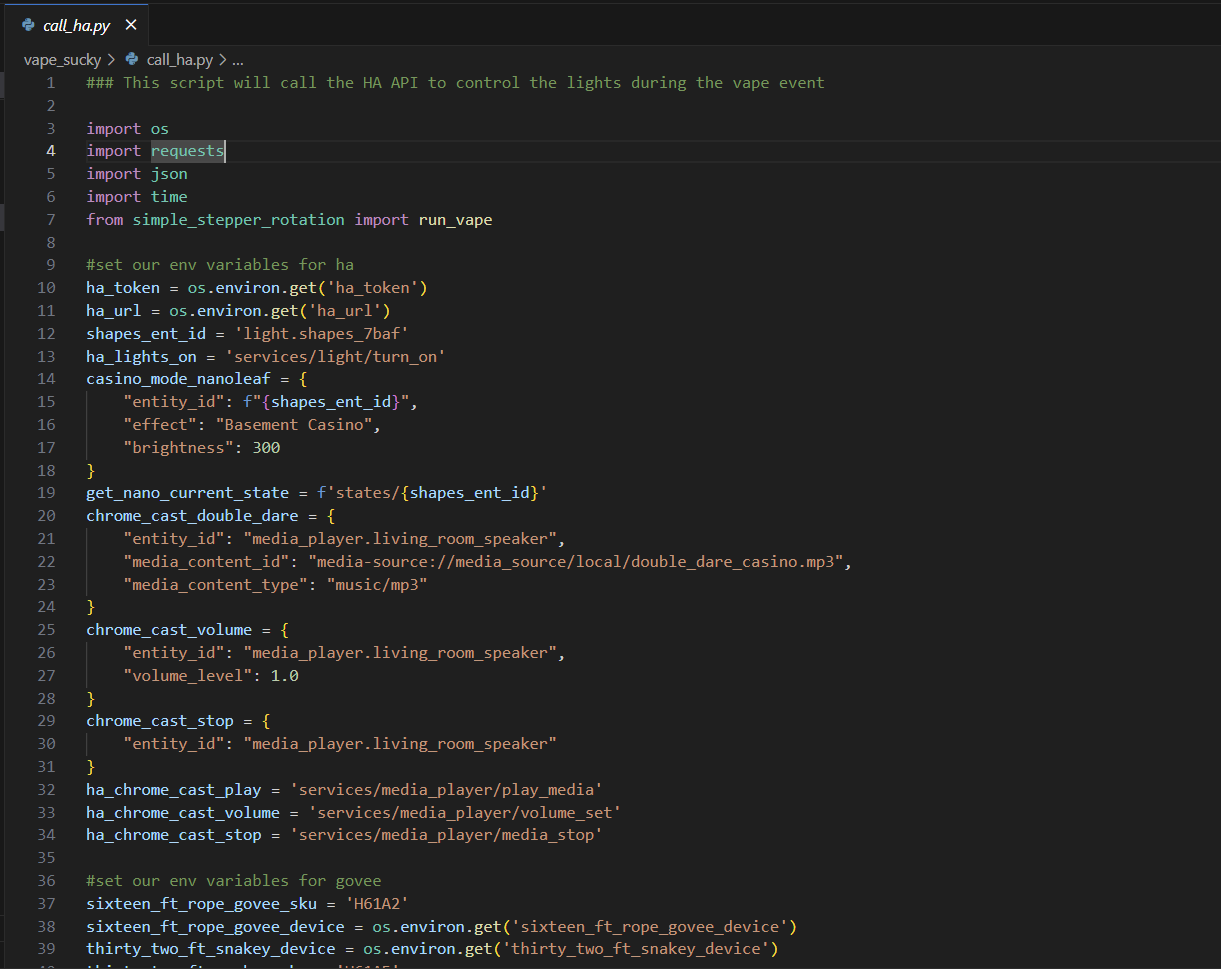 call_ha.py ×
vape_sucky > call_ha.py > ...
1 ### This script will call the HA API to control the lights during the vape event
2
3 import os
4 import requests
5 import json
6 import time
7 from simple_stepper_rotation import run_vape
8
9 #set our env variables for ha
10 ha_token = os.environ.get('ha_token')
11 ha_url = os.environ.get('ha_url')
12 shapes_ent_id = 'light.shapes_7baf'
13 ha_lights_on = 'services/light/turn_on'
14 casino_mode_nanoleaf = {
15     "entity_id": f"{shapes_ent_id}",
16     "effect": "Basement Casino",
17     "brightness": 300
18 }
19 get_nano_current_state = f'states/{shapes_ent_id}'
20 chrome_cast_double_dare = {
21     "entity_id": "media_player.living_room_speaker",
22     "media_content_id": "media-source://media_source/local/double_dare_casino.mp3",
23     "media_content_type": "music/mp3"
24 }
25 chrome_cast_volume = {
26     "entity_id": "media_player.living_room_speaker",
27     "volume_level": 1.0
28 }
29 chrome_cast_stop = {
30     "entity_id": "media_player.living_room_speaker"
31 }
32 ha_chrome_cast_play = 'services/media_player/play_media'
33 ha_chrome_cast_volume = 'services/media_player/volume_set'
34 ha_chrome_cast_stop = 'services/media_player/media_stop'
35
36 #set our env variables for govee
37 sixteen_ft_rope_govee_sku = 'H61A2'
38 sixteen_ft_rope_govee_device = os.environ.get('sixteen_ft_rope_govee_device')
39 thirty_two_ft_snakey_device = os.environ.get('thirty_two_ft_snakey_device')